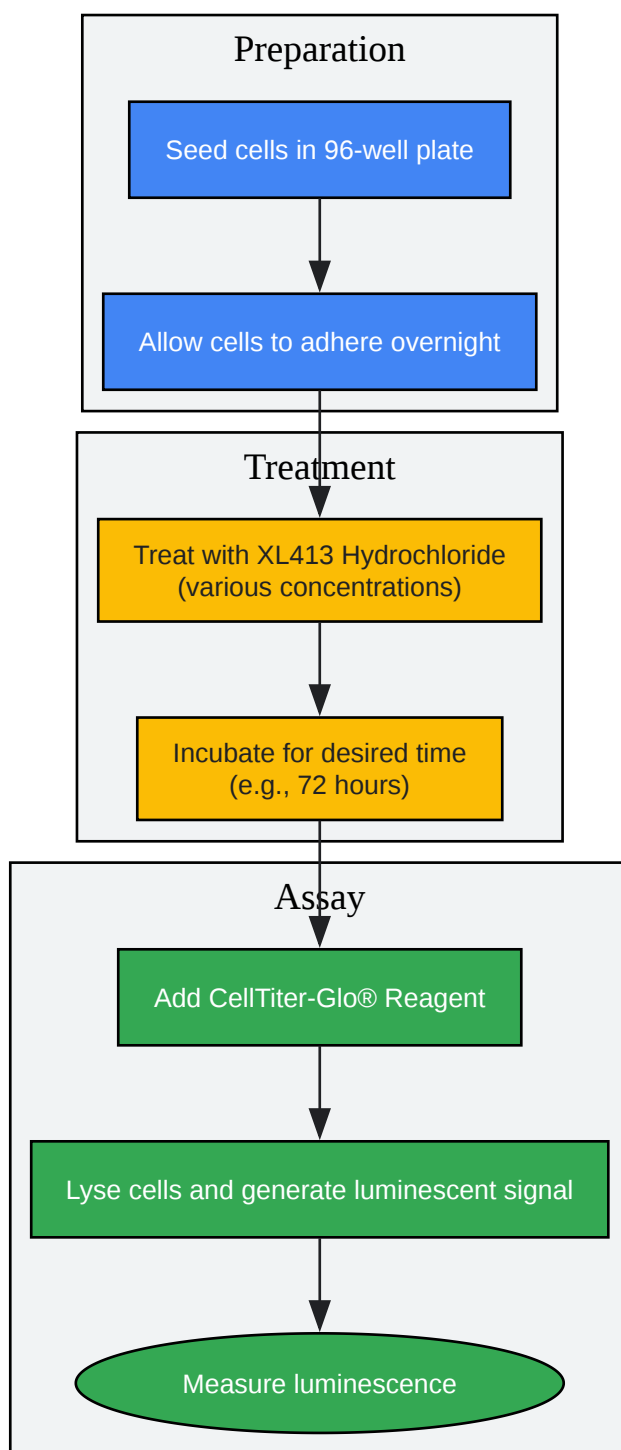 Preparation
Seed cells in 96-well plate
Allow cells to adhere overnight
Treatment
Treat with XL413 Hydrochloride
(various concentrations)
Incubate for desired time
(e.g., 72 hours)
Assay
Add CellTiter-Glo® Reagent
Lyse cells and generate luminescent signal
Measure luminescence